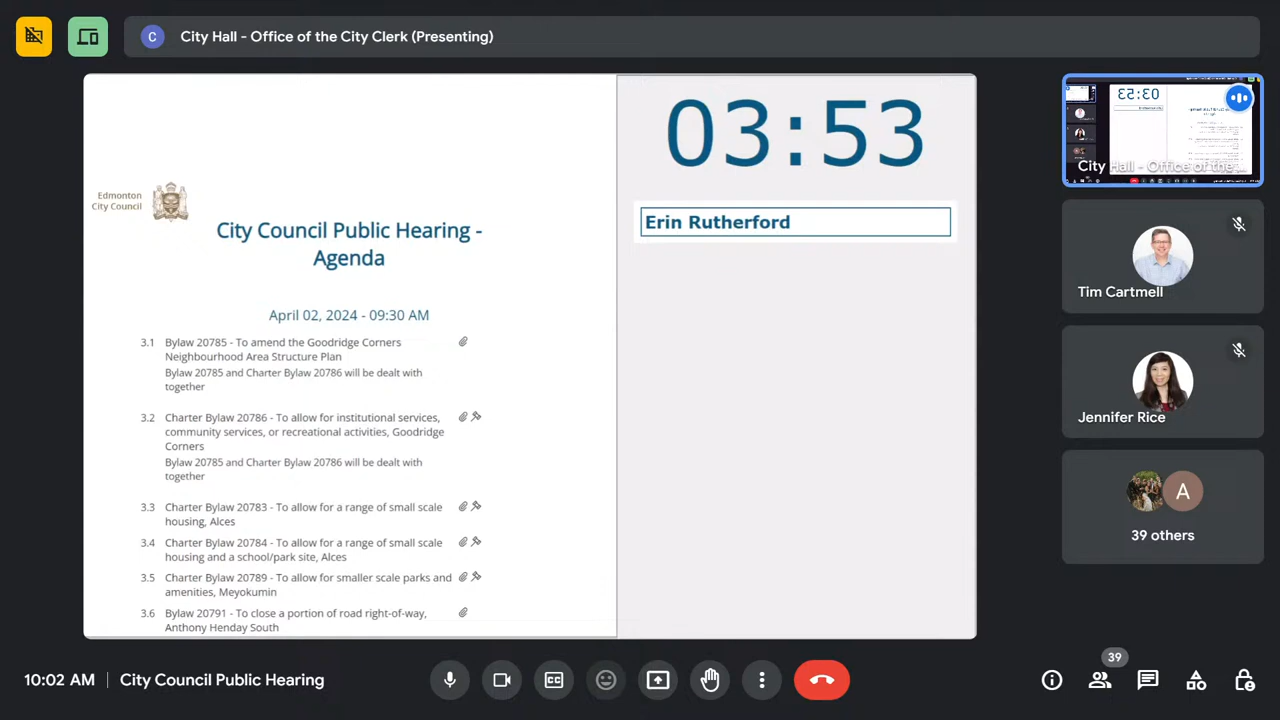 C City Hall - Office of the City Clerk (Presenting)
Edmonton
City Council
City Council Public Hearing -
Agenda
April 02, 2024 - 09:30 AM
3.1 Bylaw 20785 - To amend the Goodridge Corners
Neighbourhood Area Structure Plan
Bylaw 20785 and Charter Bylaw 20786 will be dealt with
together
3.2 Charter Bylaw 20786 - To allow for institutional services,
community services, or recreational activities, Goodridge
Corners
Bylaw 20785 and Charter Bylaw 20786 will be dealt with
together
3.3 Charter Bylaw 20783 - To allow for a range of small scale
housing, Alces
3.4 Charter Bylaw 20784 - To allow for a range of small scale
housing and a school/park site, Alces
3.5 Charter Bylaw 20789 - To allow for smaller scale parks and
amenities, Meyokumin
3.6 Bylaw 20791 - To close a portion of road right-of-way,
Anthony Henday South
03:53
Erin Rutherford
03:53
City Hall - Office of the ...
Tim Cartmell
Jennifer Rice
A
39 others
10:02 AM | City Council Public Hearing
CC
39